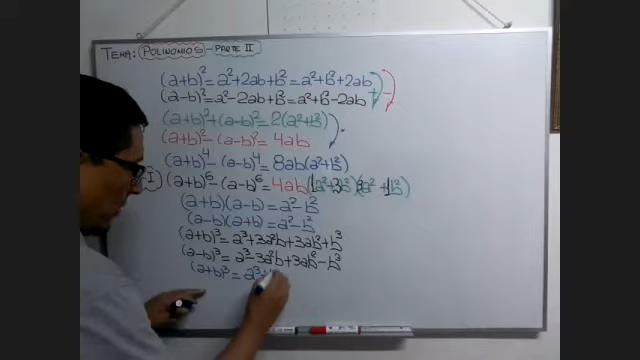 TEMA: POLINOMIOS - PARTE II
(a+b)² = a²+2ab+b² = a²+b²+2ab
(a-b)² = a²-2ab+b² = a²+b²-2ab
(a+b)²+(a-b)² = 2(a²+b²)
(a+b)²-(a-b)² = 4ab
(a+b)⁴-(a-b)⁴ = 8ab(a²+b²)
I) (a+b)⁶-(a-b)⁶ = 4ab
(a+b)(a-b) = a²-b²
(a-b)(a+b) = a²-b²
(a+b)³ = a³+3a²b+3ab²+b³
(a-b)³ = a³-3a²b+3ab²-b³
(a+b)³ = a³+